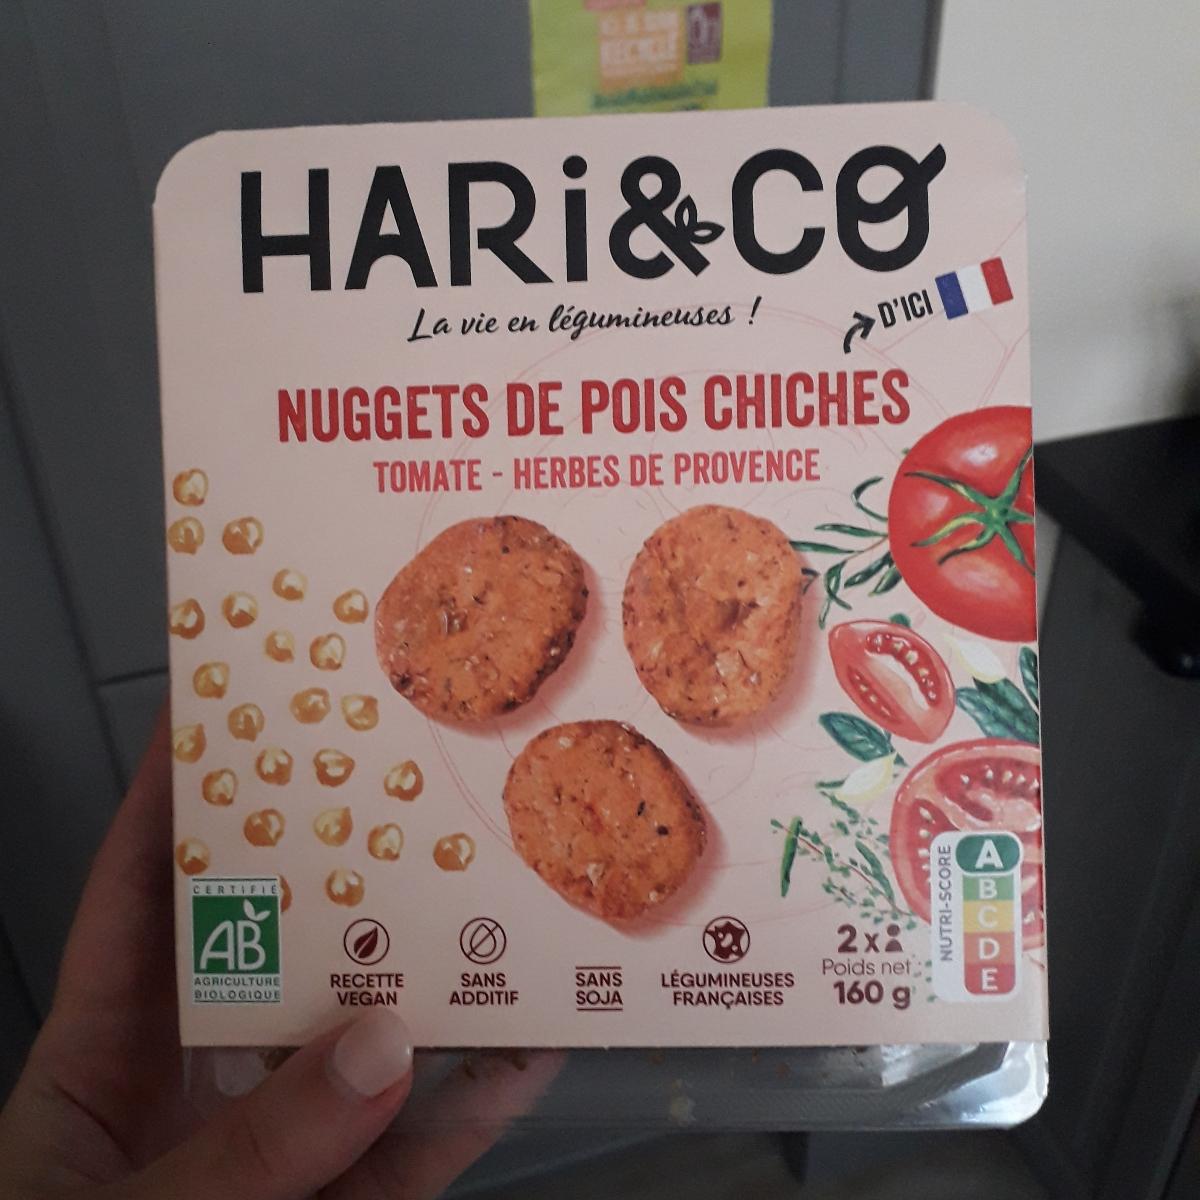 RECYCLÉ
HARi&CO
La vie en légumineuses !
D'ICI
NUGGETS DE POIS CHICHES
TOMATE - HERBES DE PROVENCE
CERTIFIÉ
AB
AGRICULTURE
BIOLOGIQUE
RECETTE
VEGAN
SANS
ADDITIF
SANS
SOJA
LÉGUMINEUSES
FRANÇAISES
2 x
Poids net
160 g
NUTRI-SCORE
A
B
C
D
E